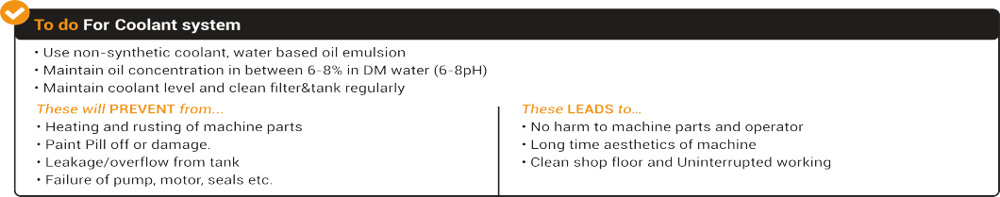 To do For Coolant system
• Use non-synthetic coolant, water based oil emulsion
• Maintain oil concentration in between 6-8% in DM water (6-8pH)
• Maintain coolant level and clean filter&tank regularly
These will PREVENT from...
• Heating and rusting of machine parts
• Paint Pill off or damage.
• Leakage/overflow from tank
• Failure of pump, motor, seals etc.
These LEADS to...
• No harm to machine parts and operator
• Long time aesthetics of machine
• Clean shop floor and Uninterrupted working